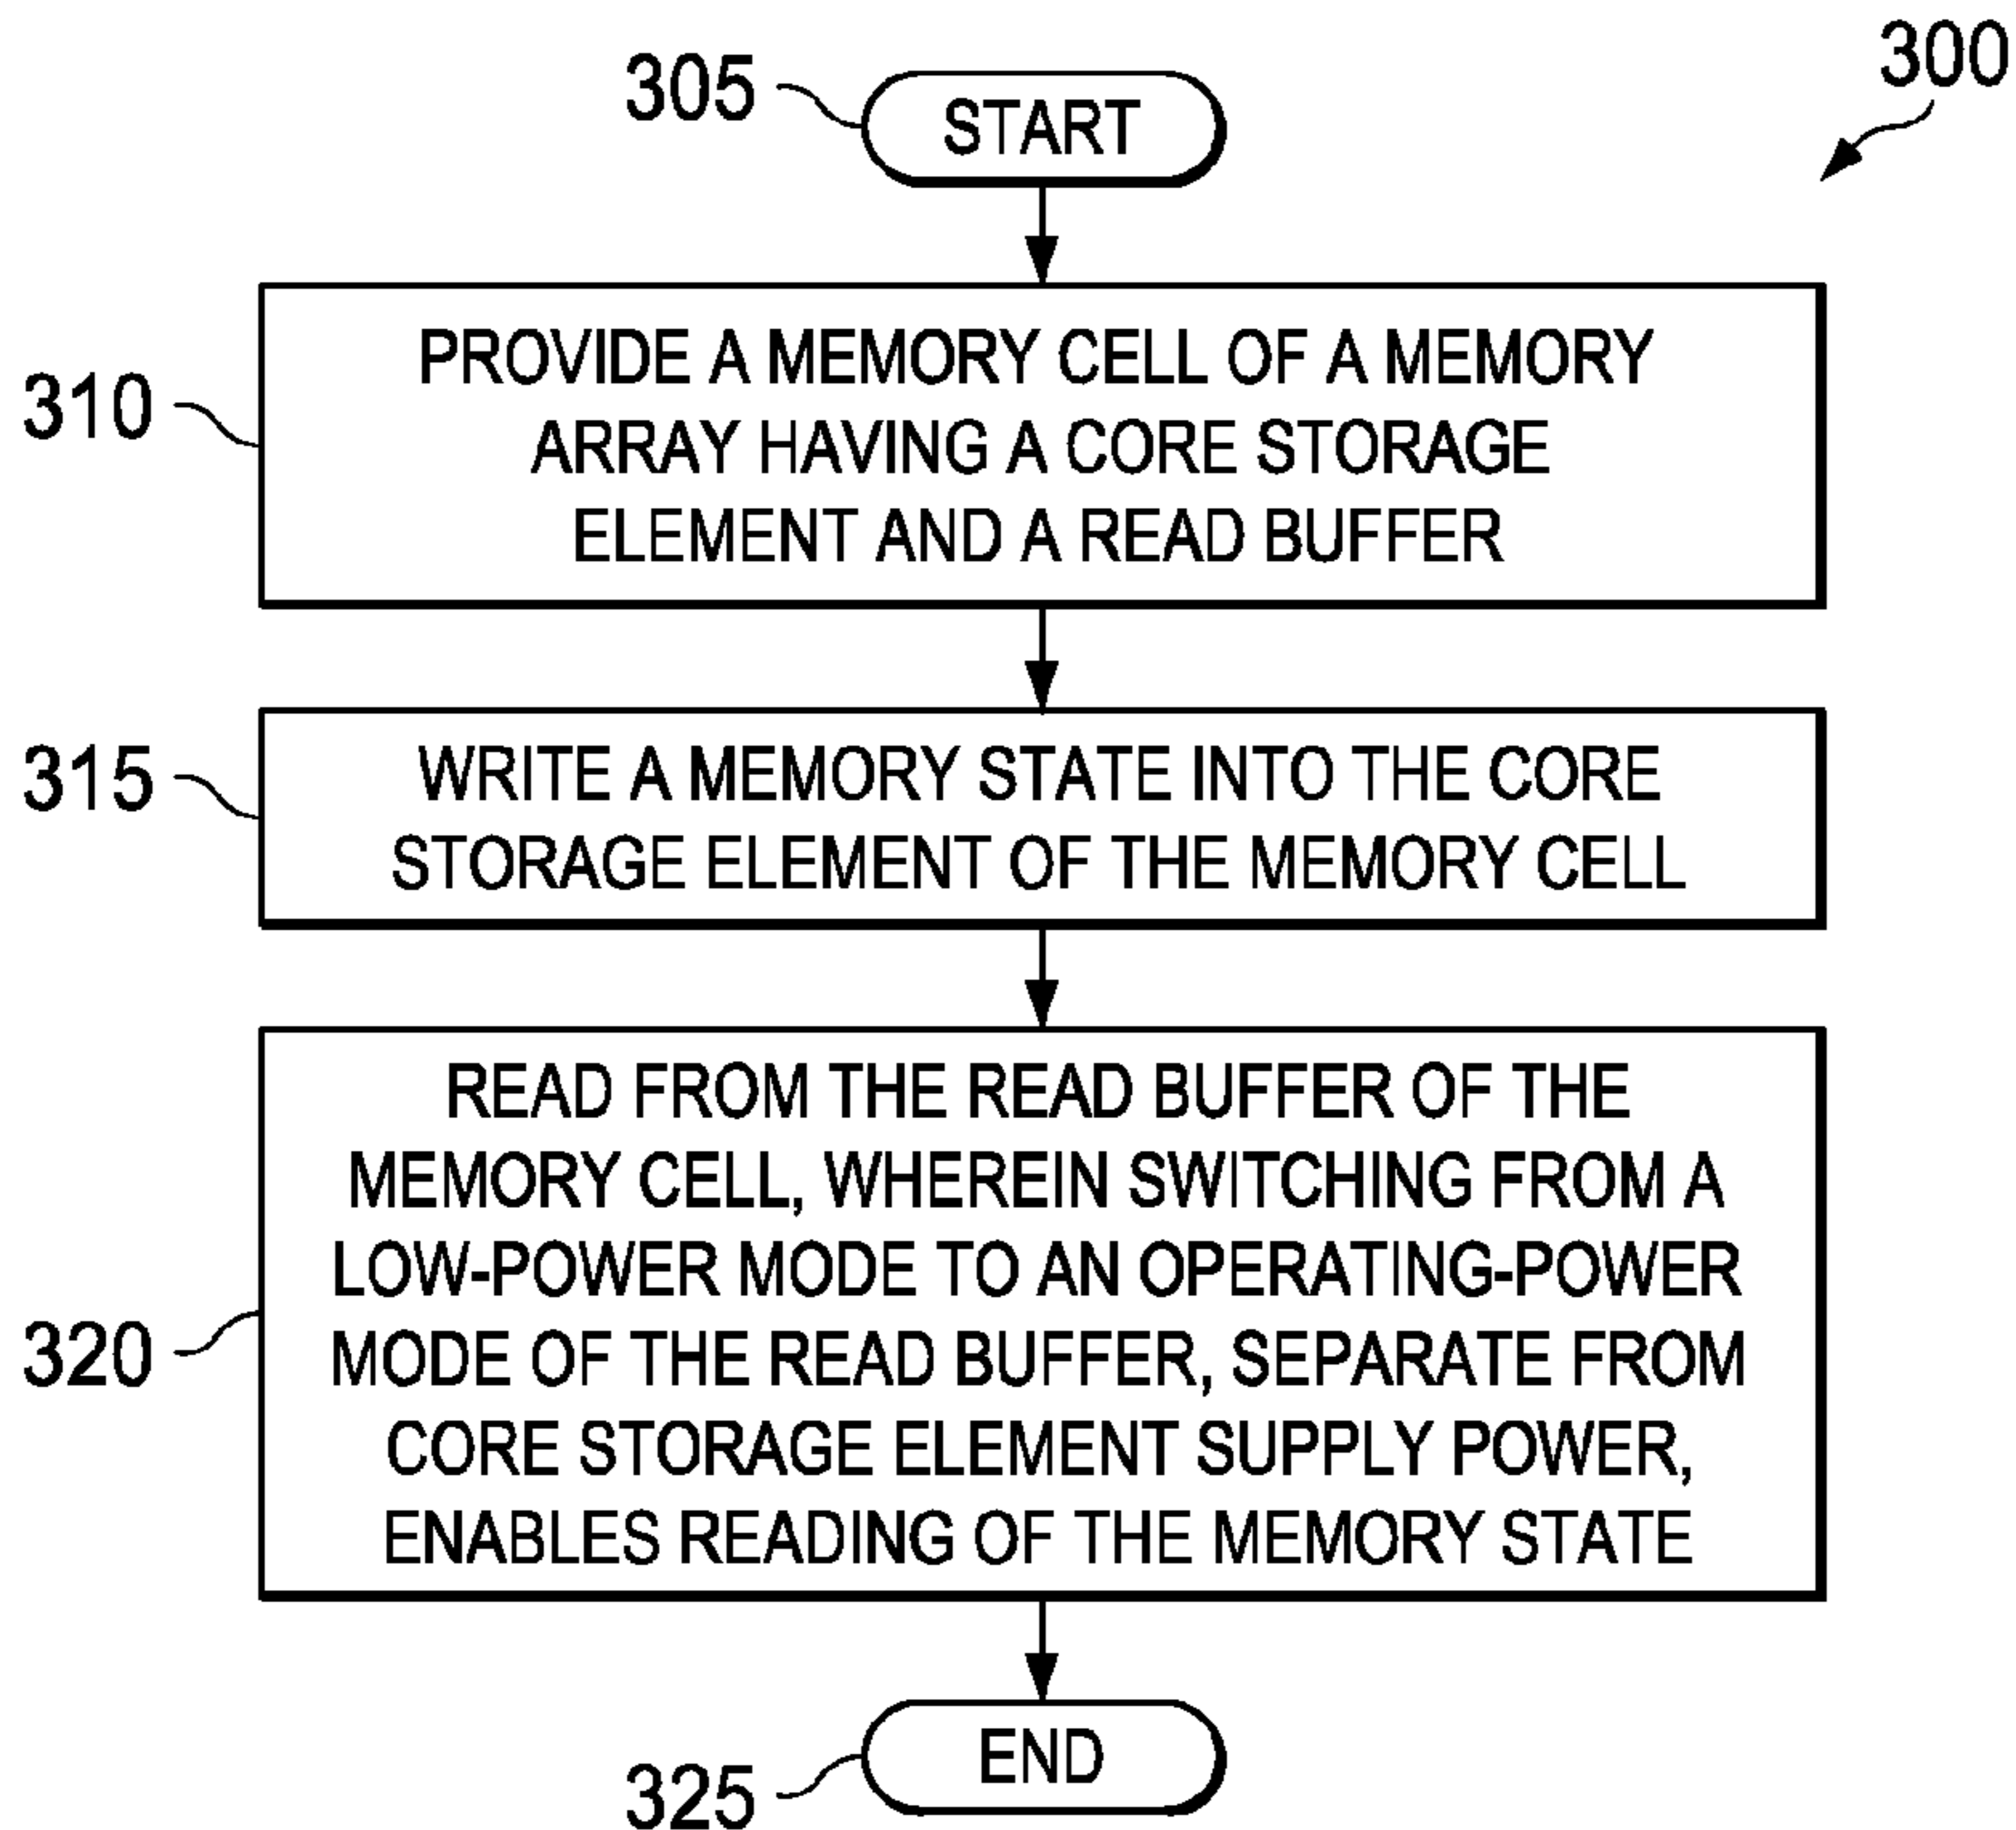 300
305
START
310
PROVIDE A MEMORY CELL OF A MEMORY
ARRAY HAVING A CORE STORAGE
ELEMENT AND A READ BUFFER
315
WRITE A MEMORY STATE INTO THE CORE
STORAGE ELEMENT OF THE MEMORY CELL
320
READ FROM THE READ BUFFER OF THE
MEMORY CELL, WHEREIN SWITCHING FROM A
LOW-POWER MODE TO AN OPERATING-POWER
MODE OF THE READ BUFFER, SEPARATE FROM
CORE STORAGE ELEMENT SUPPLY POWER,
ENABLES READING OF THE MEMORY STATE
END
325